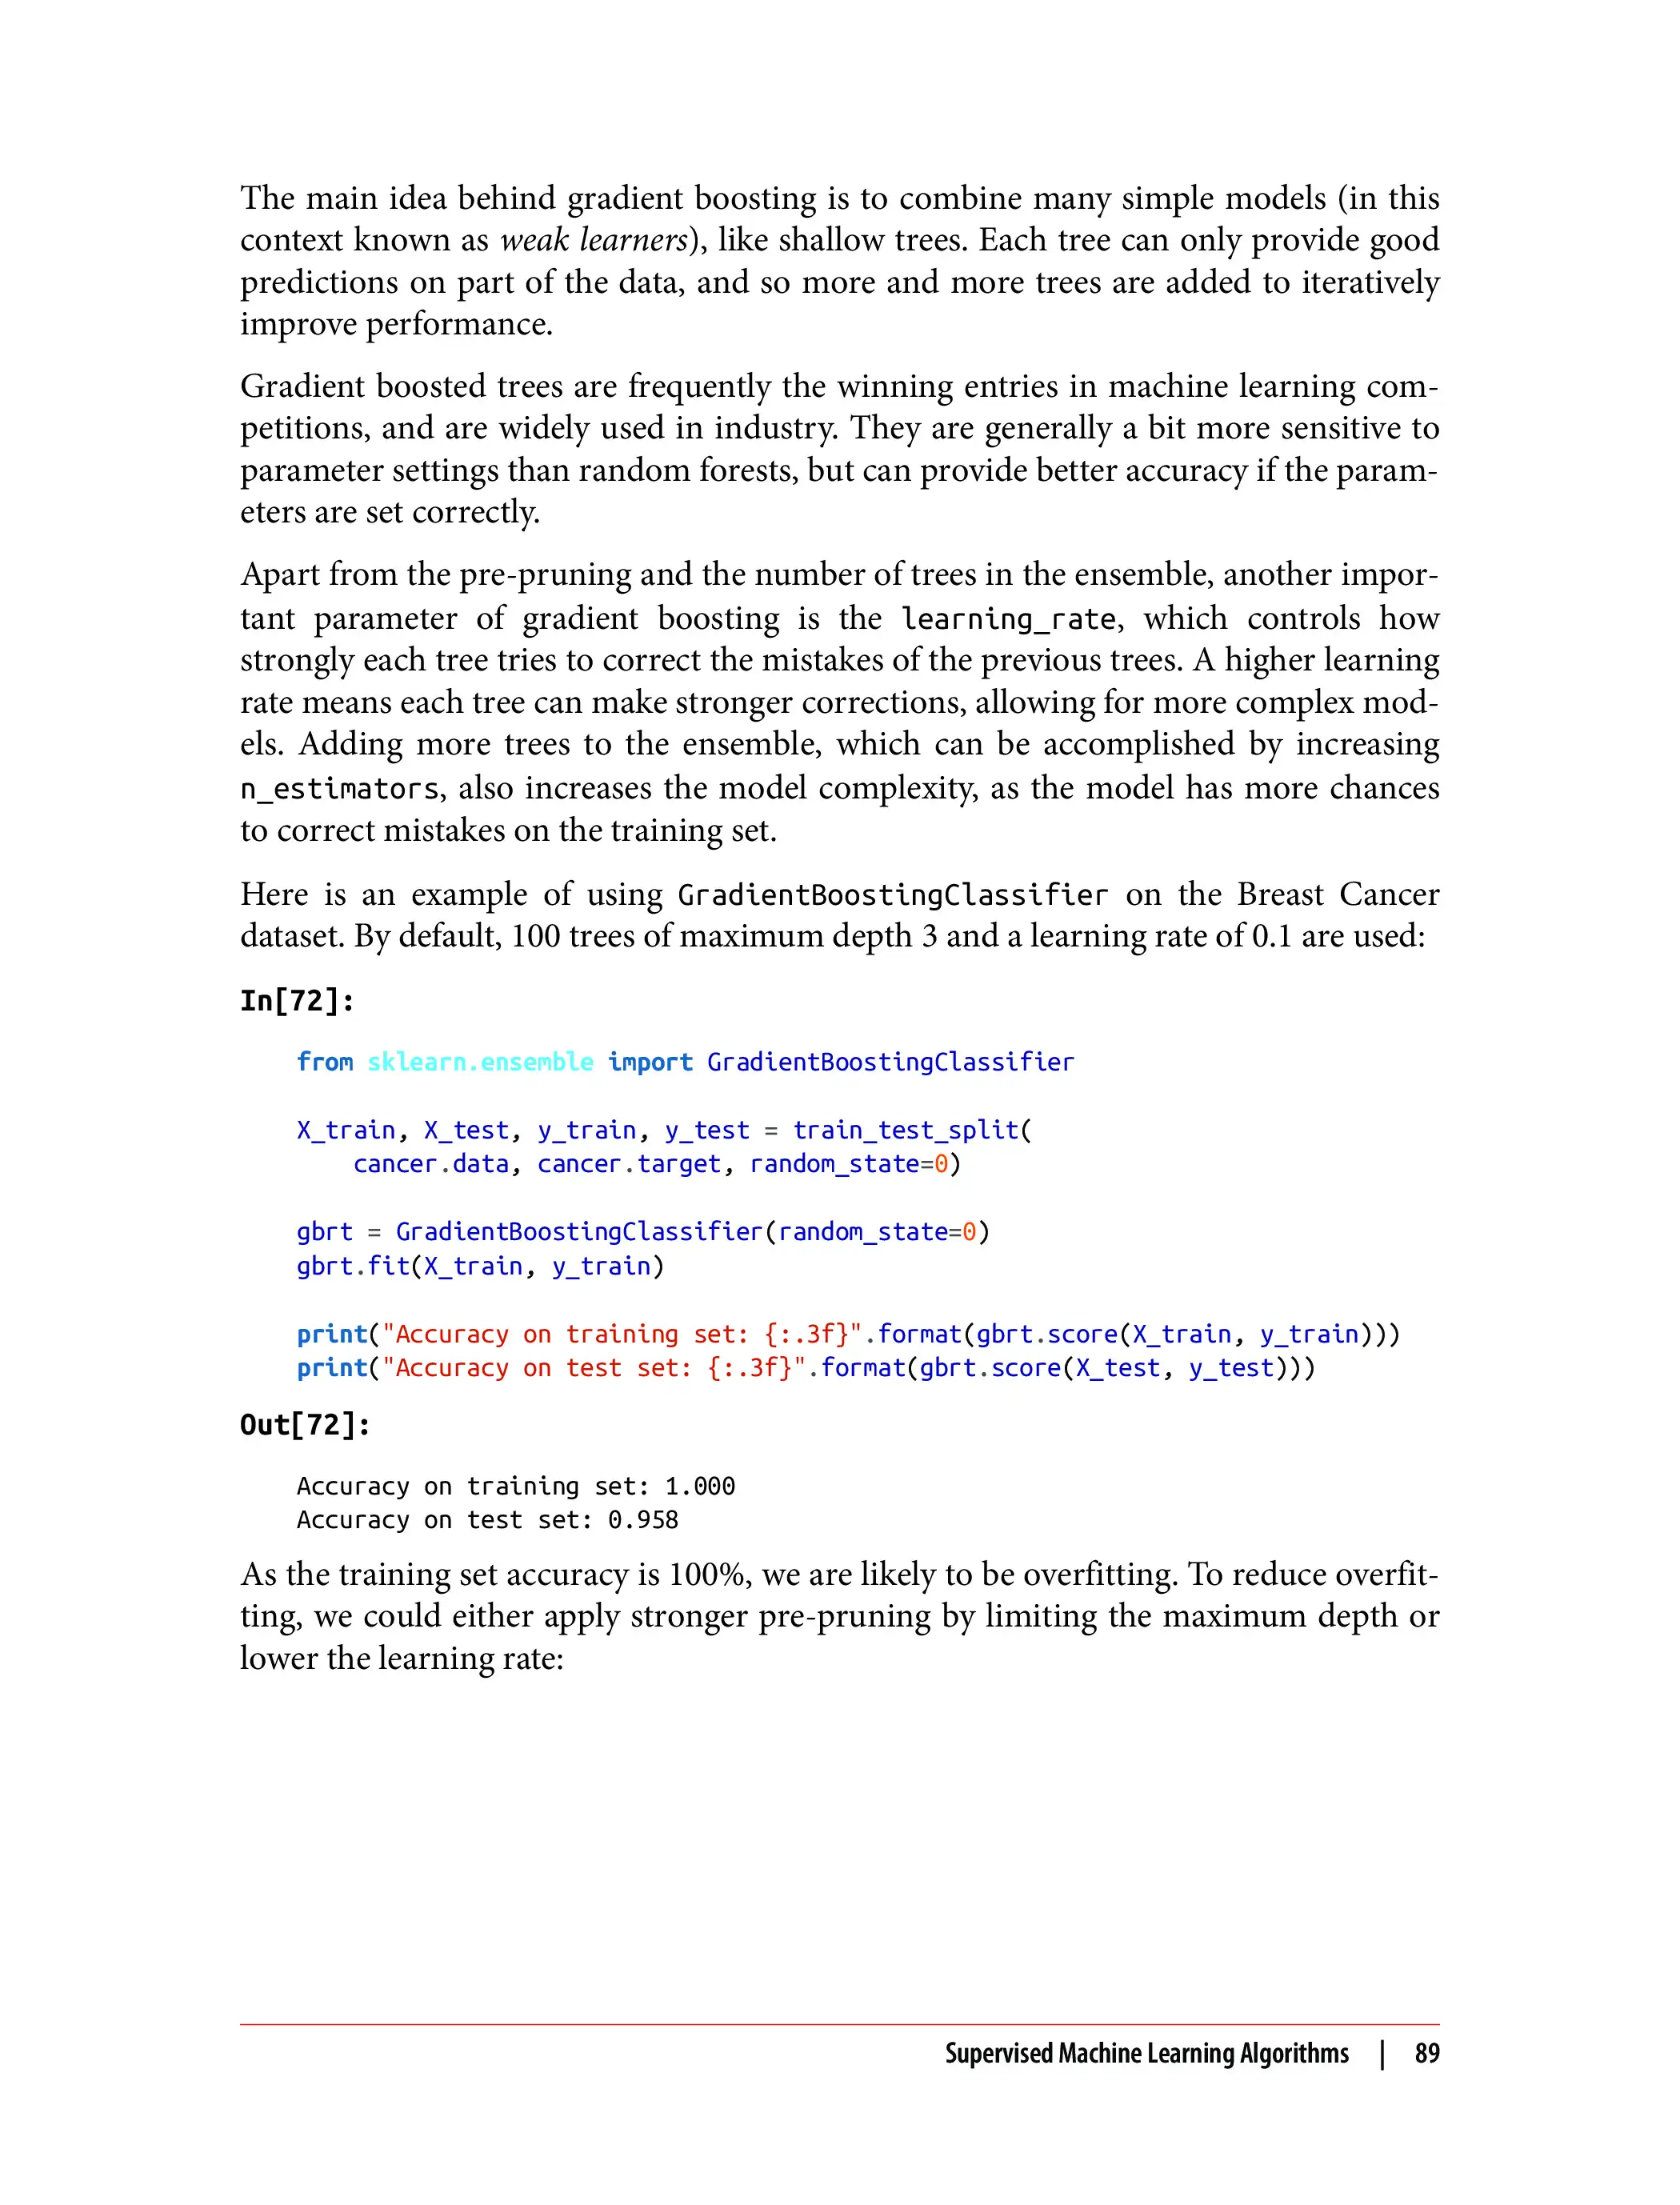 The main idea behind gradient boosting is to combine many simple models (in this
context known as weak learners), like shallow trees. Each tree can only provide good
predictions on part of the data, and so more and more trees are added to iteratively
improve performance.
Gradient boosted trees are frequently the winning entries in machine learning com-
petitions, and are widely used in industry. They are generally a bit more sensitive to
parameter settings than random forests, but can provide better accuracy if the param-
eters are set correctly.
Apart from the pre-pruning and the number of trees in the ensemble, another impor-
tant parameter of gradient boosting is the learning_rate, which controls how
strongly each tree tries to correct the mistakes of the previous trees. A higher learning
rate means each tree can make stronger corrections, allowing for more complex mod-
els. Adding more trees to the ensemble, which can be accomplished by increasing
n_estimators, also increases the model complexity, as the model has more chances
to correct mistakes on the training set.
Here is an example of using GradientBoostingClassifier on the Breast Cancer
dataset. By default, 100 trees of maximum depth 3 and a learning rate of 0.1 are used:
In[72]:
from sklearn.ensemble import GradientBoostingClassifier
X_train, X_test, y_train, y_test = train_test_split(
    cancer.data, cancer.target, random_state=0)
gbrt = GradientBoostingClassifier(random_state=0)
gbrt.fit(X_train, y_train)
print("Accuracy on training set: {:.3f}".format(gbrt.score(X_train, y_train)))
print("Accuracy on test set: {:.3f}".format(gbrt.score(X_test, y_test)))
Out[72]:
Accuracy on training set: 1.000
Accuracy on test set: 0.958
As the training set accuracy is 100%, we are likely to be overfitting. To reduce overfit-
ting, we could either apply stronger pre-pruning by limiting the maximum depth or
lower the learning rate:
Supervised Machine Learning Algorithms | 89